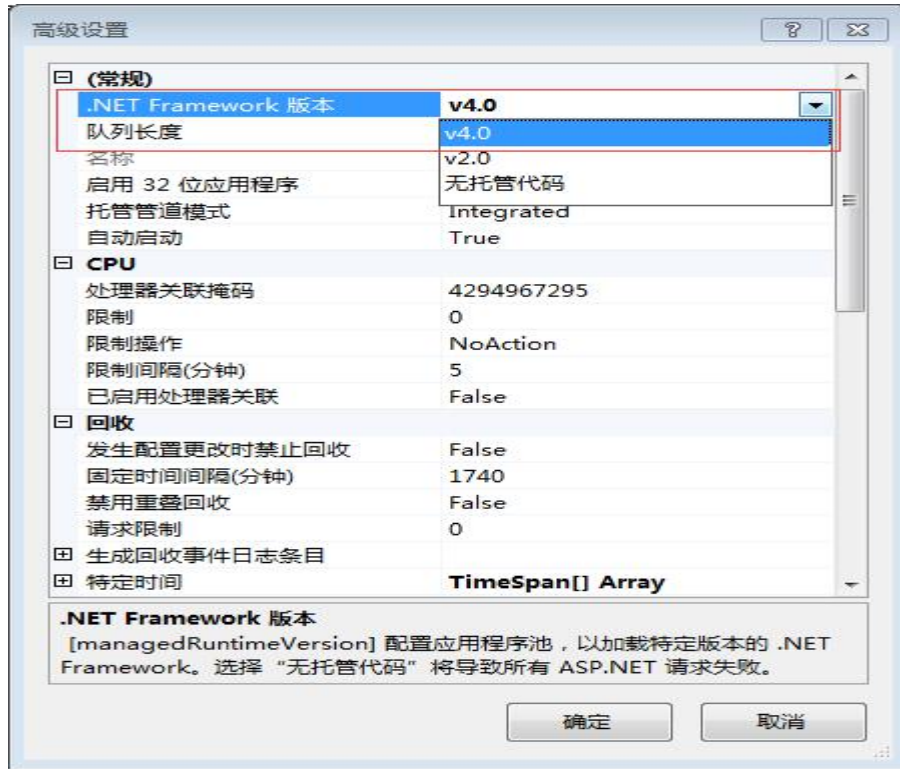 高级设置
(常规)
.NET Framework 版本 v4.0
队列长度 v4.0
名称 v2.0
启用 32 位应用程序 无托管代码
托管管道模式 Integrated
自动启动 True
CPU
处理器关联掩码 4294967295
限制 0
限制操作 NoAction
限制间隔(分钟) 5
已启用处理器关联 False
回收
发生配置更改时禁止回收 False
固定时间间隔(分钟) 1740
禁用重叠回收 False
请求限制 0
生成回收事件日志条目
特定时间 TimeSpan[] Array
.NET Framework 版本
[managedRuntimeVersion] 配置应用程序池，以加载特定版本的 .NET
Framework。选择“无托管代码”将导致所有 ASP.NET 请求失败。
确定 取消